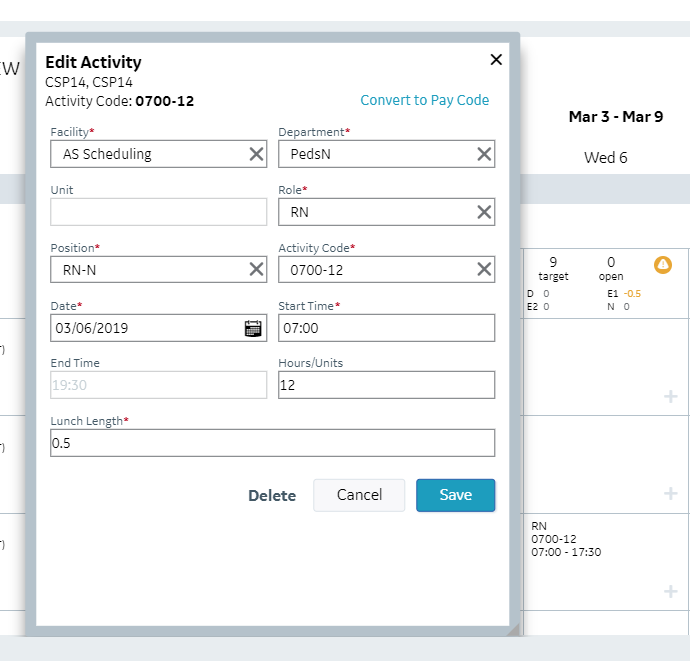 EW
Edit Activity
CSP14, CSP14
Activity Code: 0700-12
Convert to Pay Code
Facility*
Department*
AS Scheduling
PedsN
Unit
Role*
RN
Position*
Activity Code*
RN-N
0700-12
Date*
Start Time*
03/06/2019
07:00
End Time
Hours/Units
19:30
12
Lunch Length*
0.5
Delete
Cancel
Save
Mar 3 - Mar 9
Wed 6
9
0
target
open
D 0
E1 -0.5
E2 0
N 0
RN
0700-12
07:00 - 17:30